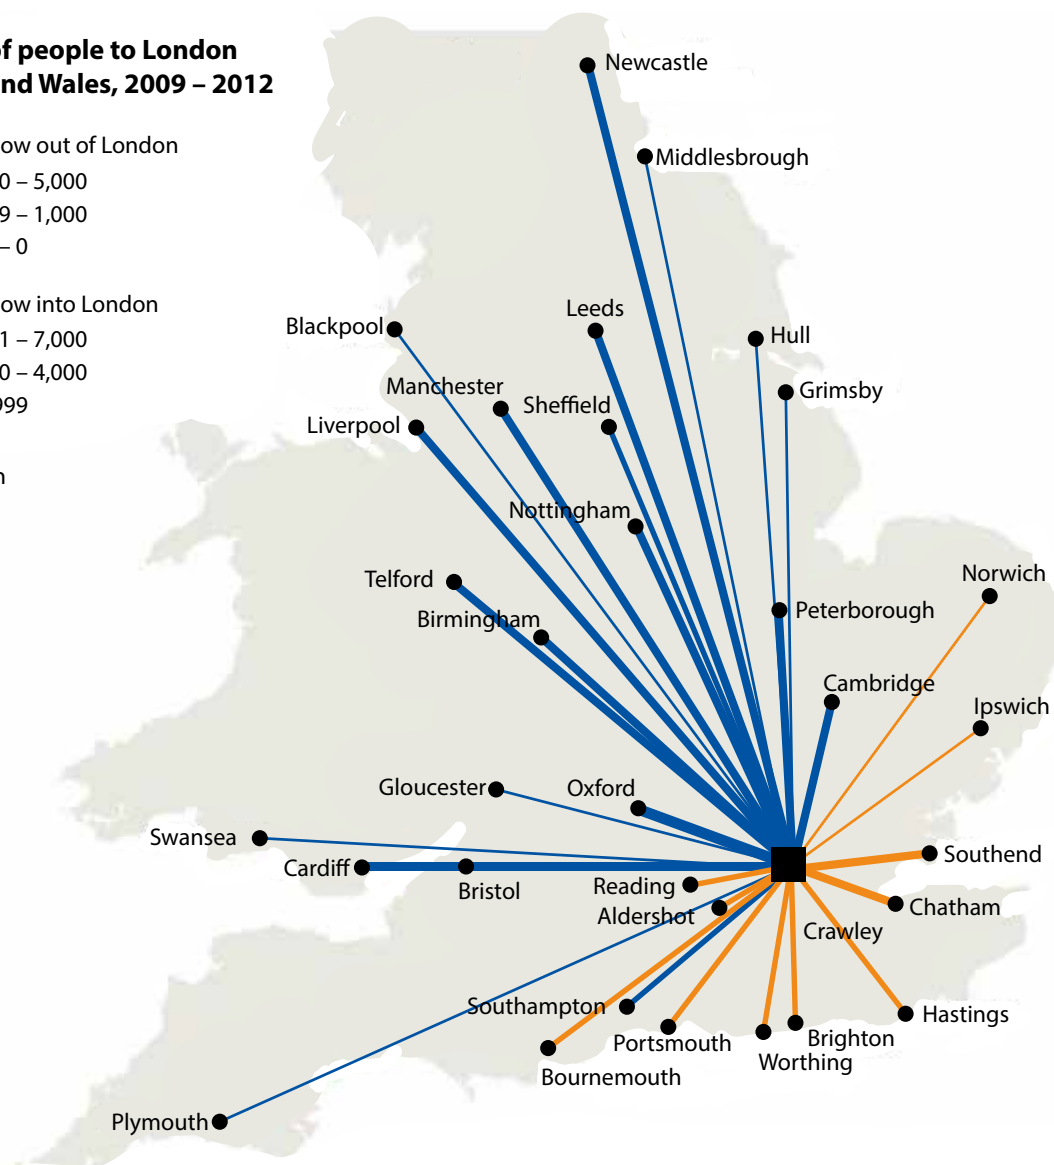 of people to London
nd Wales, 2009 – 2012
ow out of London
0 – 5,000
9 – 1,000
– 0
ow into London
1 – 7,000
0 – 4,000
999
n
Newcastle
Middlesbrough
Leeds
Blackpool
Hull
Manchester
Grimsby
Sheffield
Liverpool
Nottingham
Norwich
Telford
Peterborough
Birmingham
Cambridge
Ipswich
Gloucester
Oxford
Swansea
Southend
Cardiff
Bristol
Reading
Chatham
Aldershot
Crawley
Southampton
Hastings
Portsmouth
Brighton
Worthing
Bournemouth
Plymouth